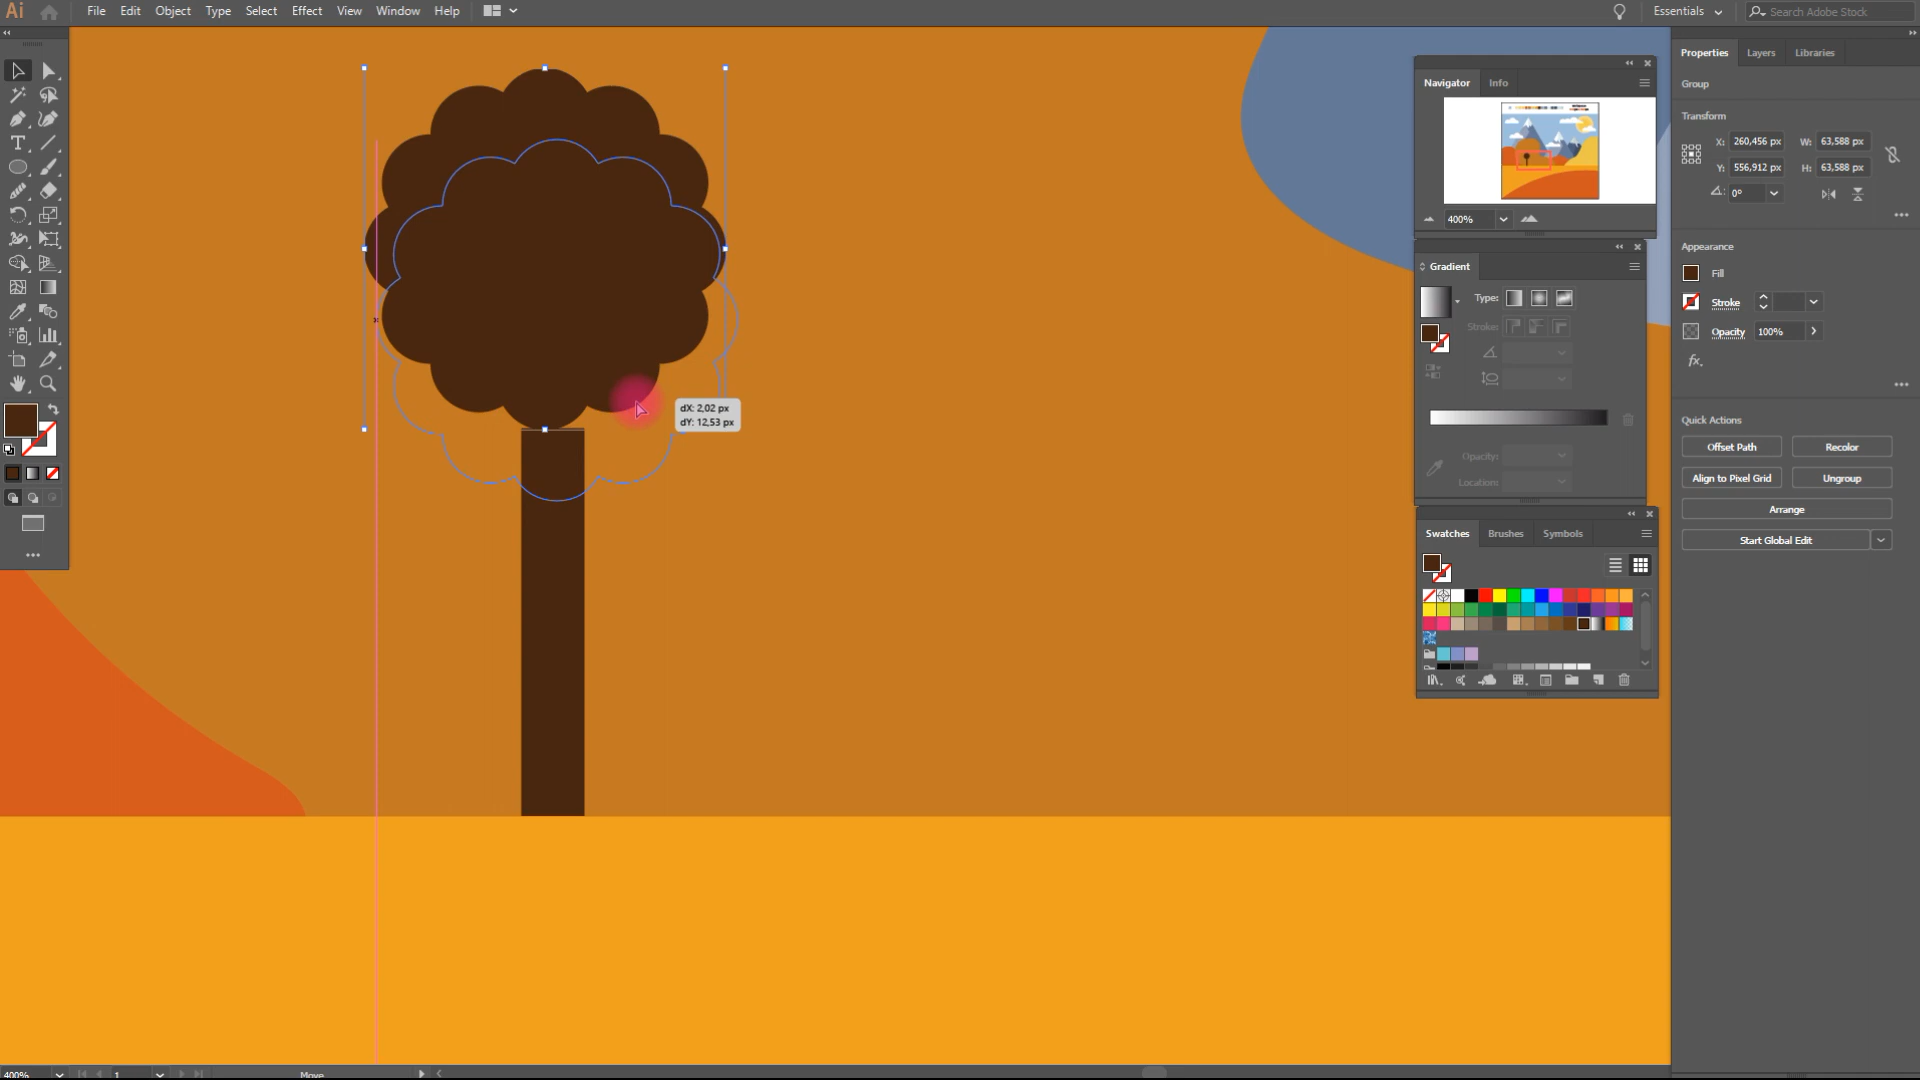 Ai File Edit Object Type Select Effect View Window Help Essentials Search Adobe Stock
Properties Layers Libraries
Navigator Info
Group
Transform
X: 260,456 px W: 63,588 px
Y: 556,912 px H: 63,588 px
0°
400%
Appearance
Gradient
Fill
Type:
Stroke
Stroke:
Opacity 100%
fx.
dX: 2,02 px
dY: 12,53 px
Quick Actions
Offset Path Recolor
Opacity:
Align to Pixel Grid Ungroup
Location:
Arrange
Swatches Brushes Symbols
Start Global Edit
400% 1 Move